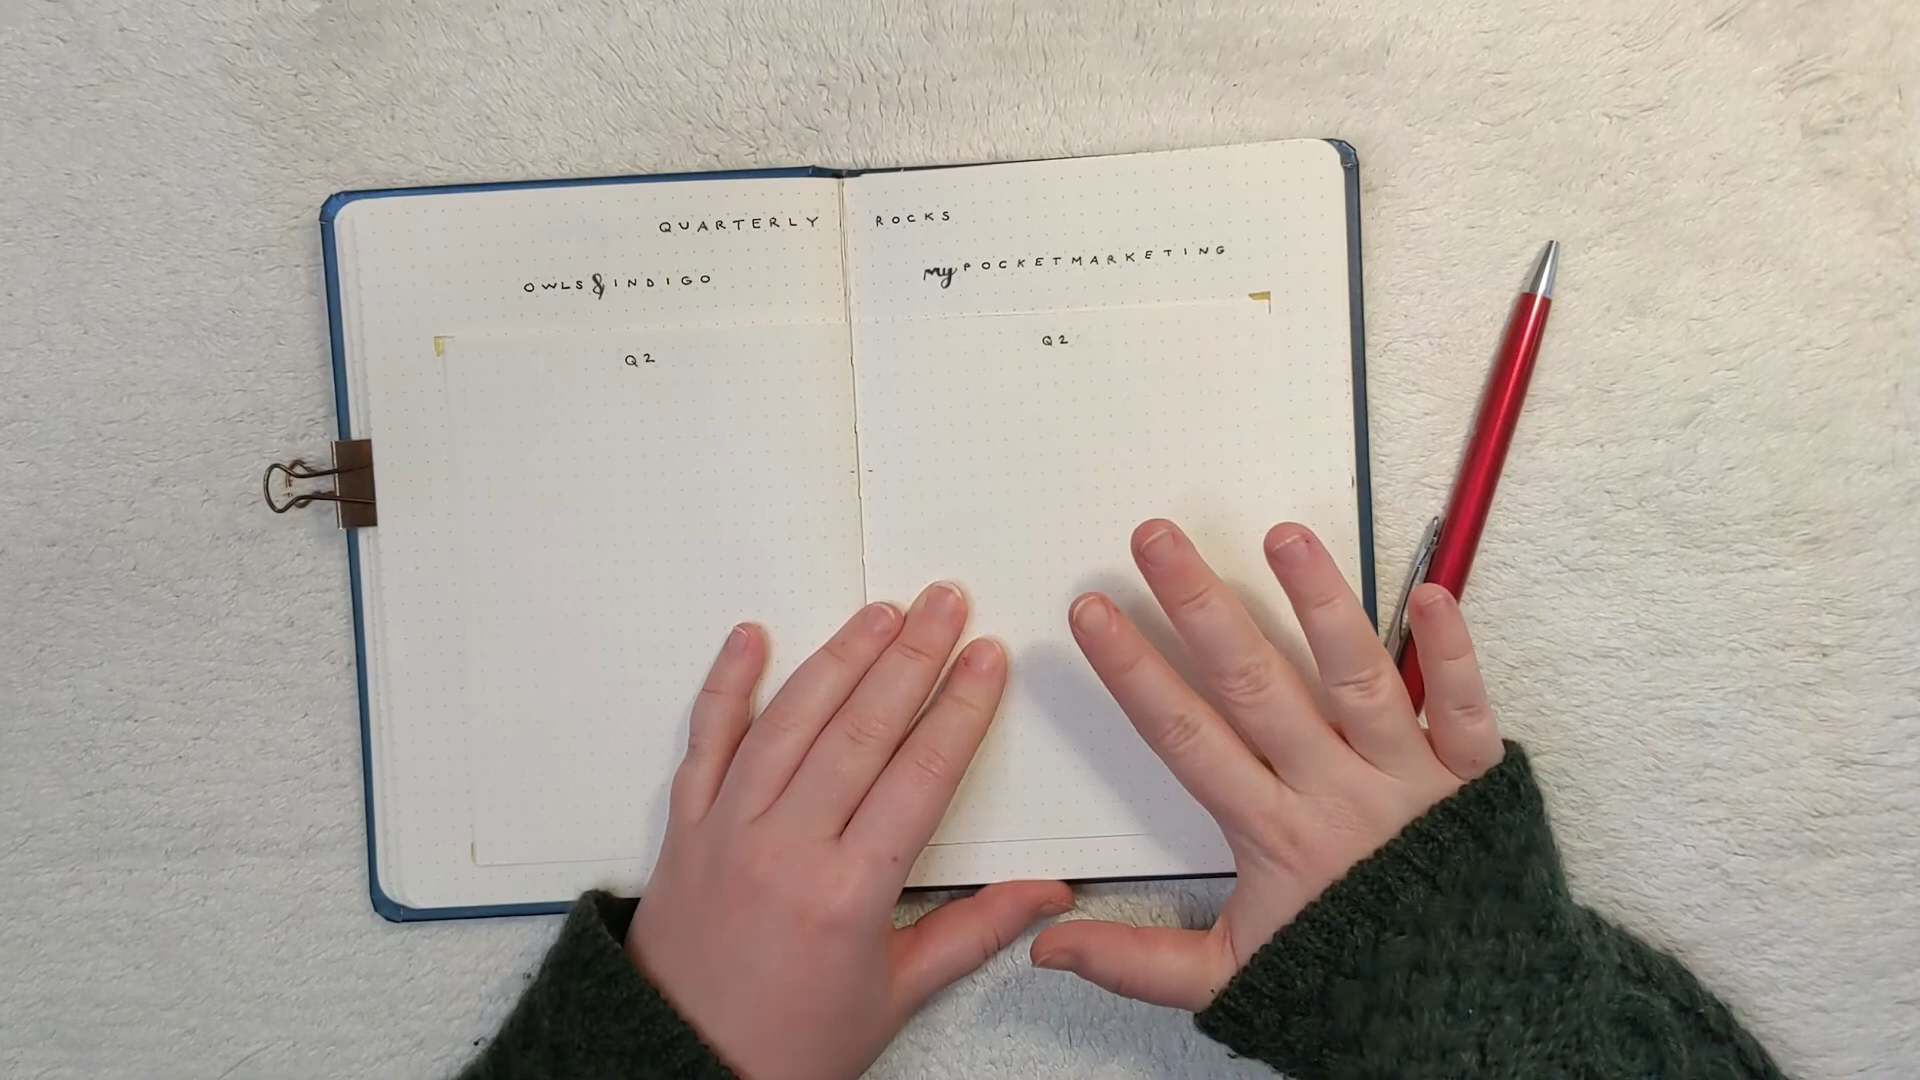 QUARTERLY ROCKS
OWLS & INDIGO
my POCKETMARKETING
Q2
Q2